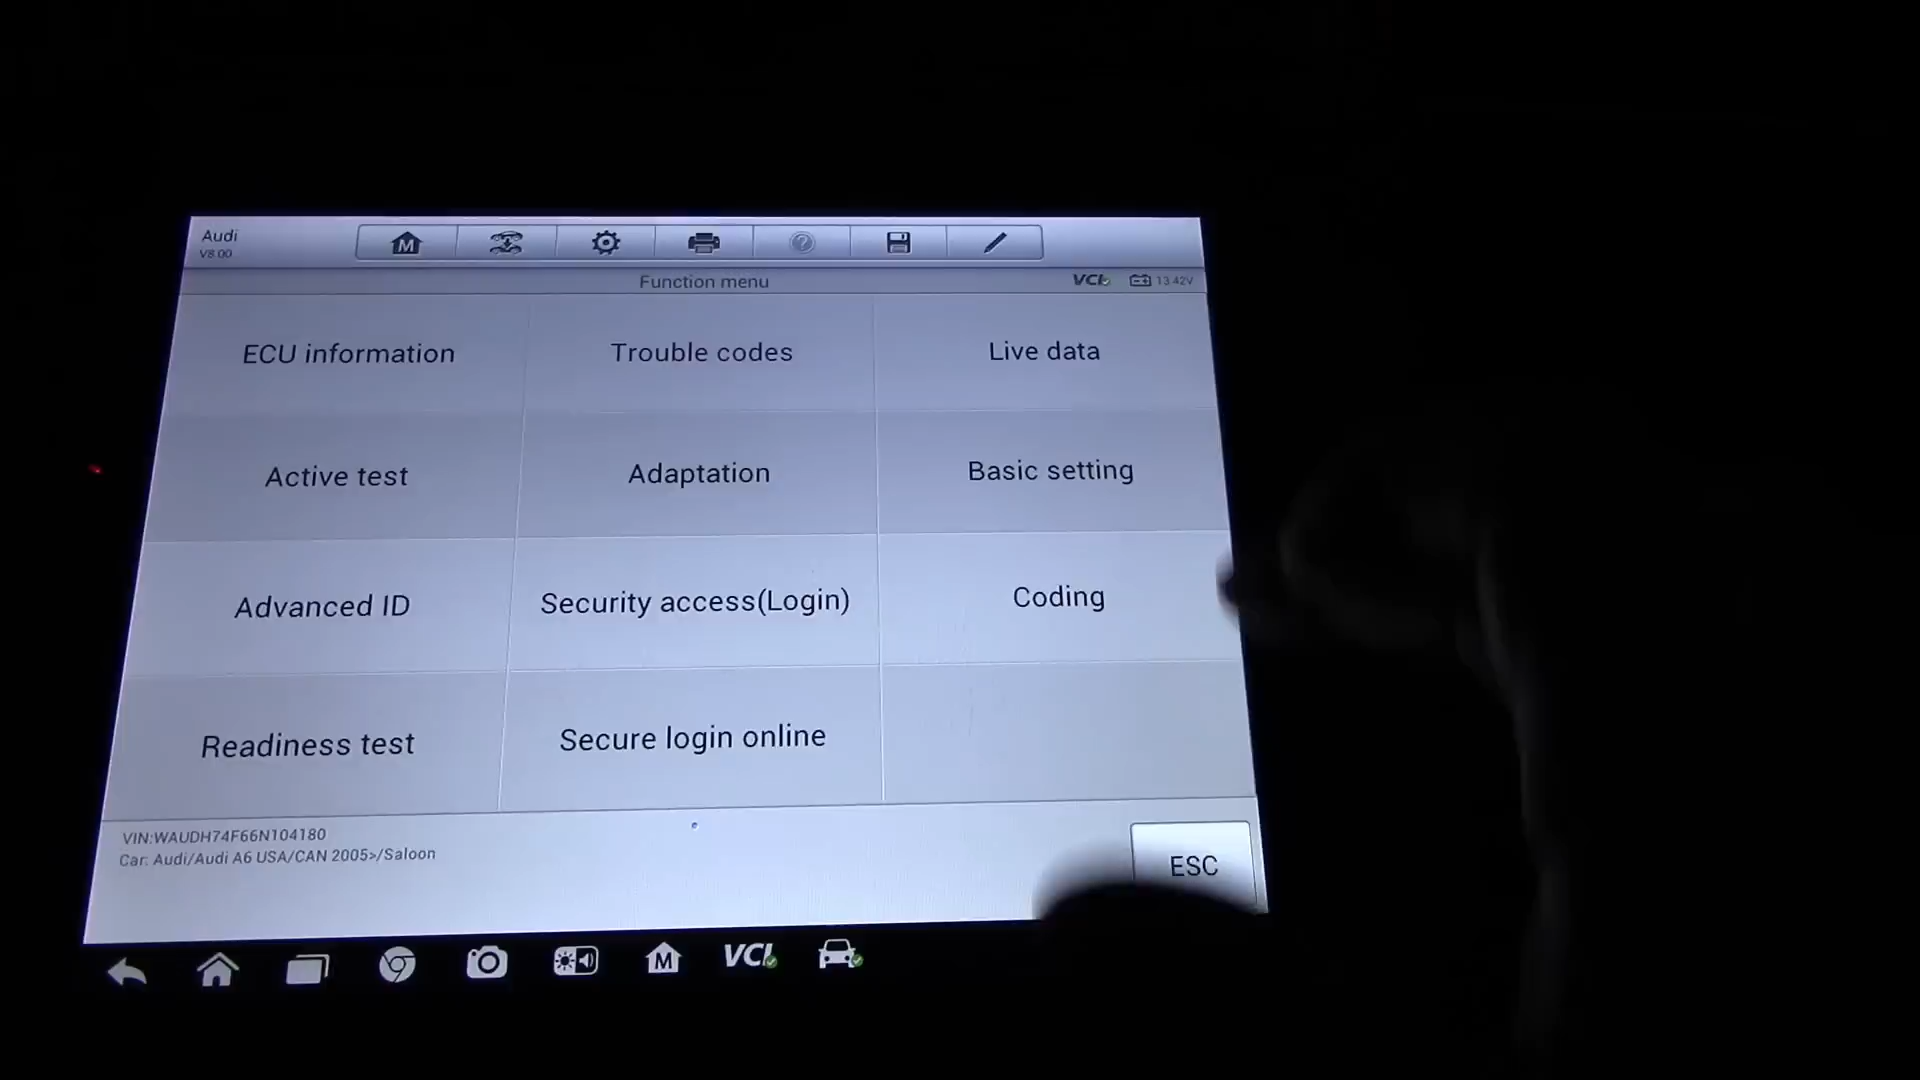 Audi
V8.00
M
?
Function menu
VCI
13.42V
ECU information
Trouble codes
Live data
Active test
Adaptation
Basic setting
Advanced ID
Security access(Login)
Coding
Readiness test
Secure login online
VIN:WAUDH74F66N104180
Car: Audi/Audi A6 USA/CAN 2005>/Saloon
ESC
M
VCI